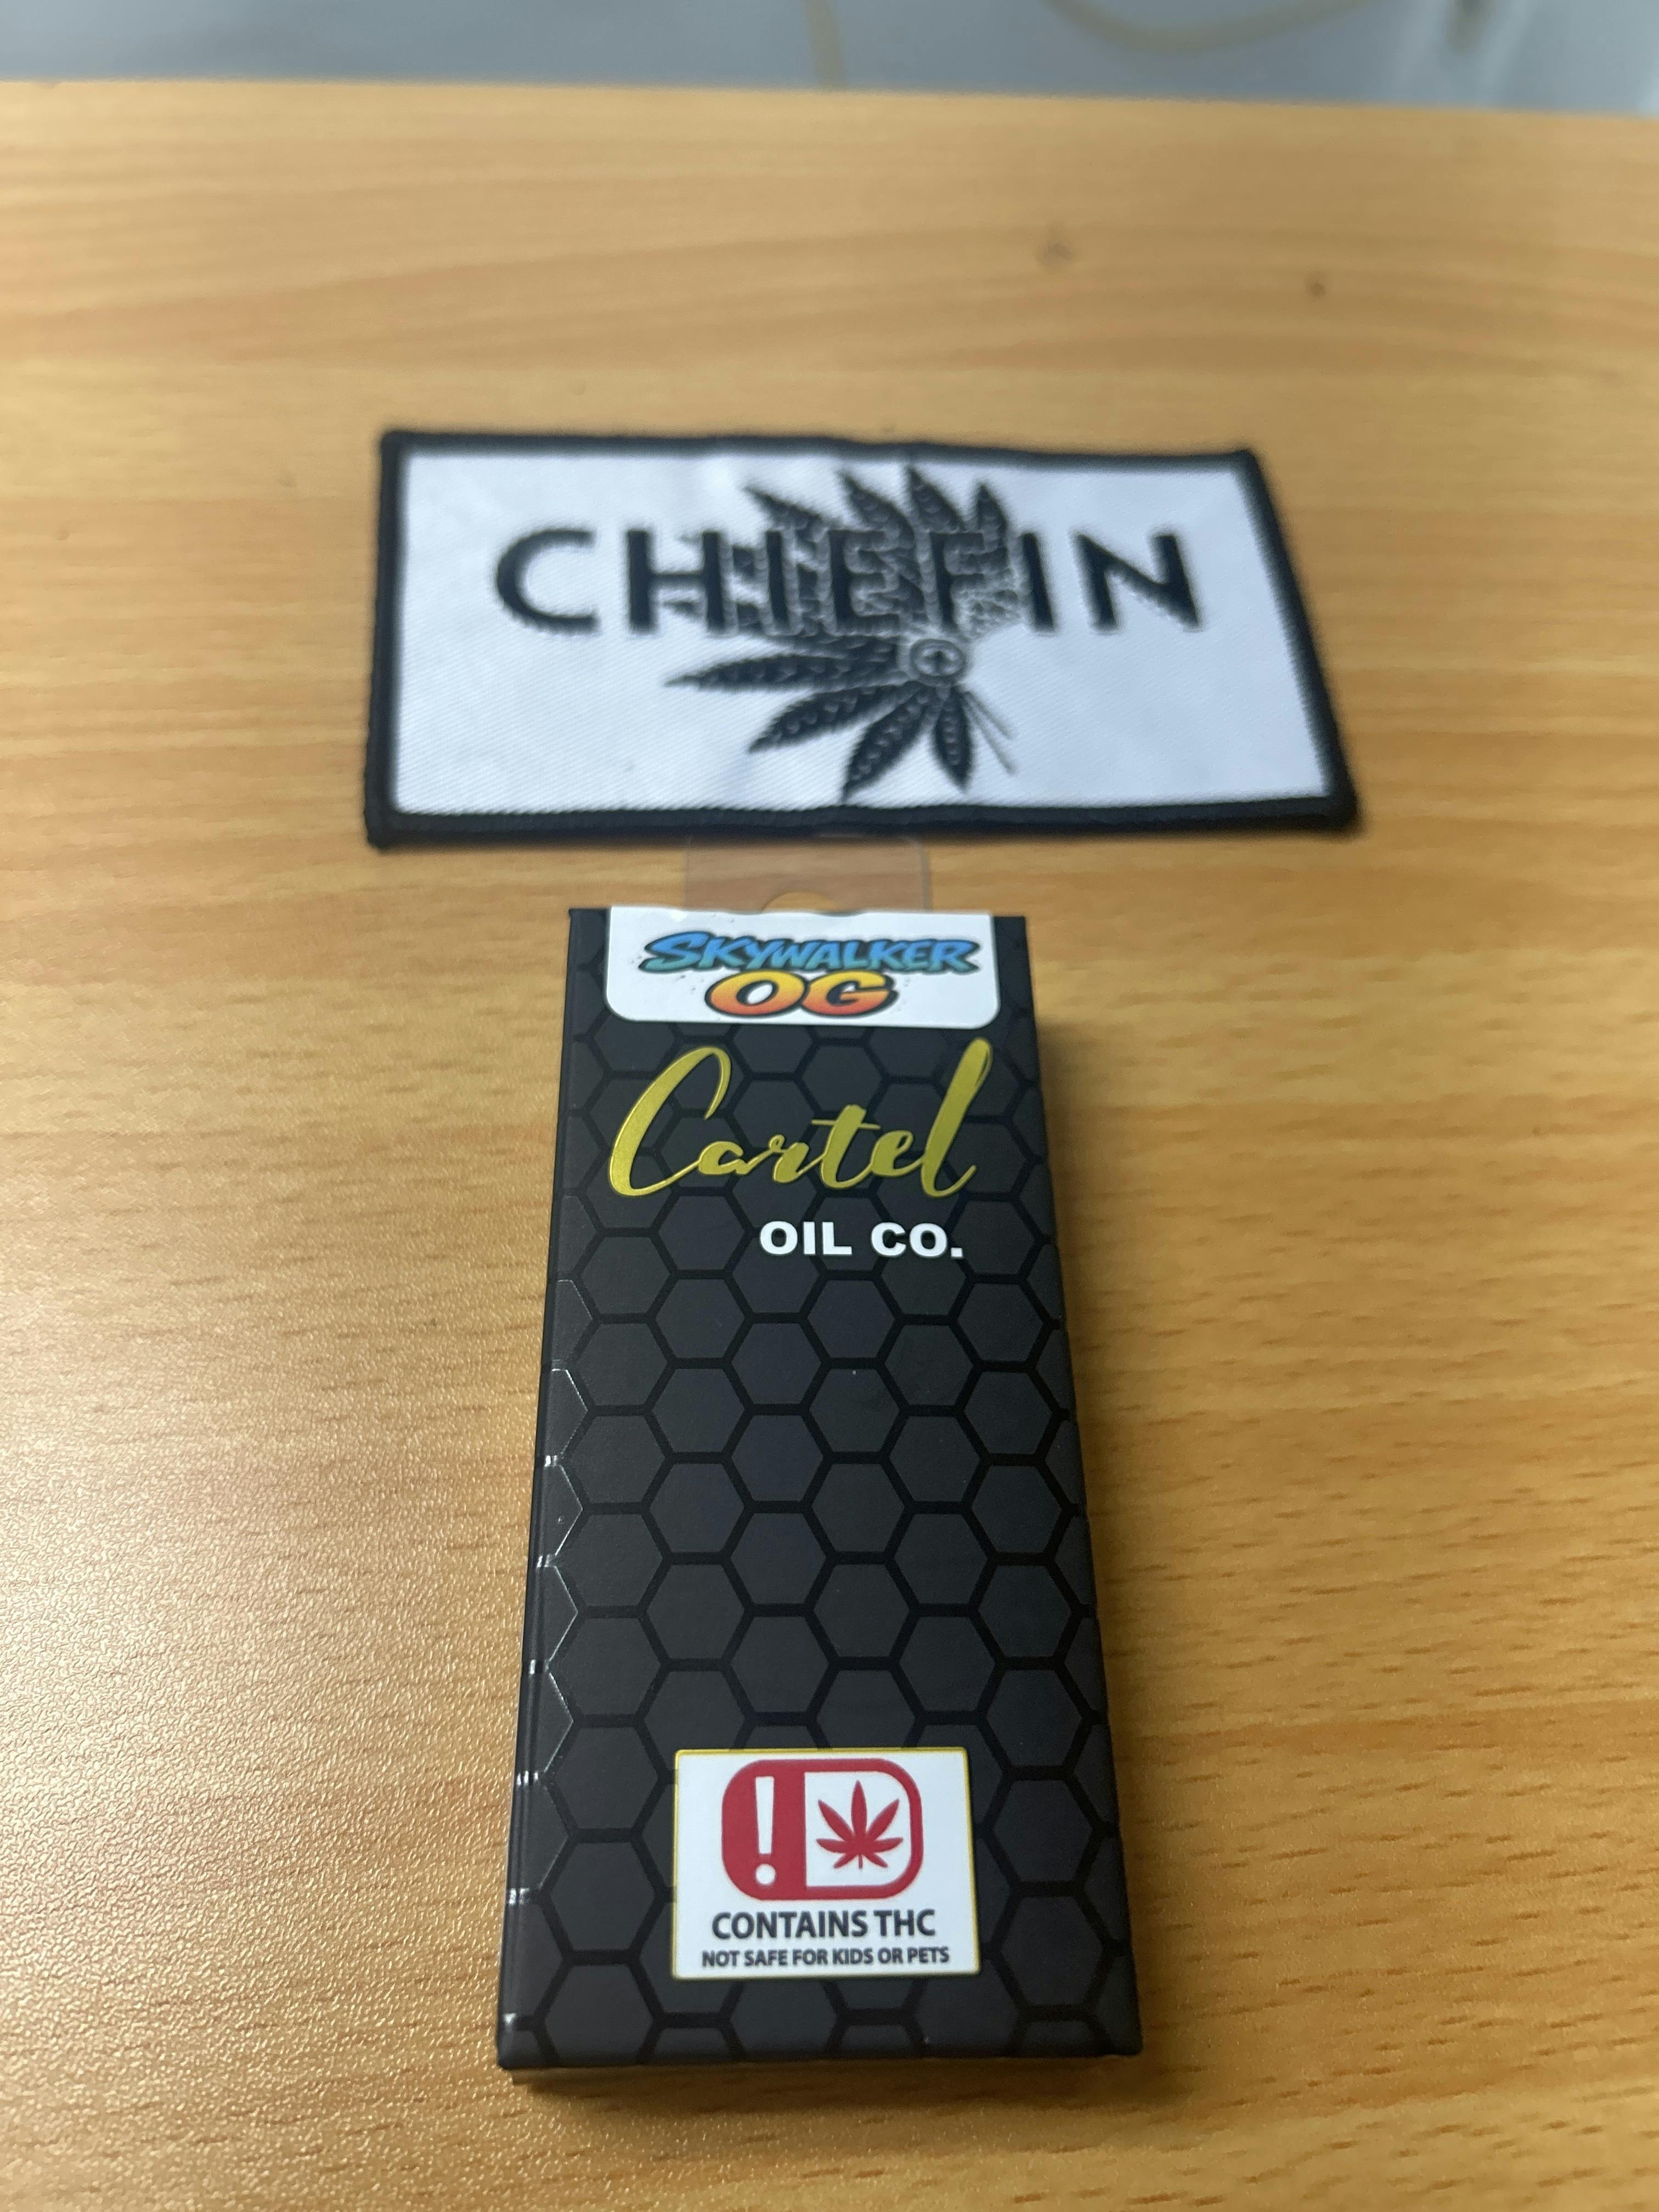 CHIEFIN
SKYWALKER
OG
Cartel
OIL CO.
!
CONTAINS THC
NOT SAFE FOR KIDS OR PETS